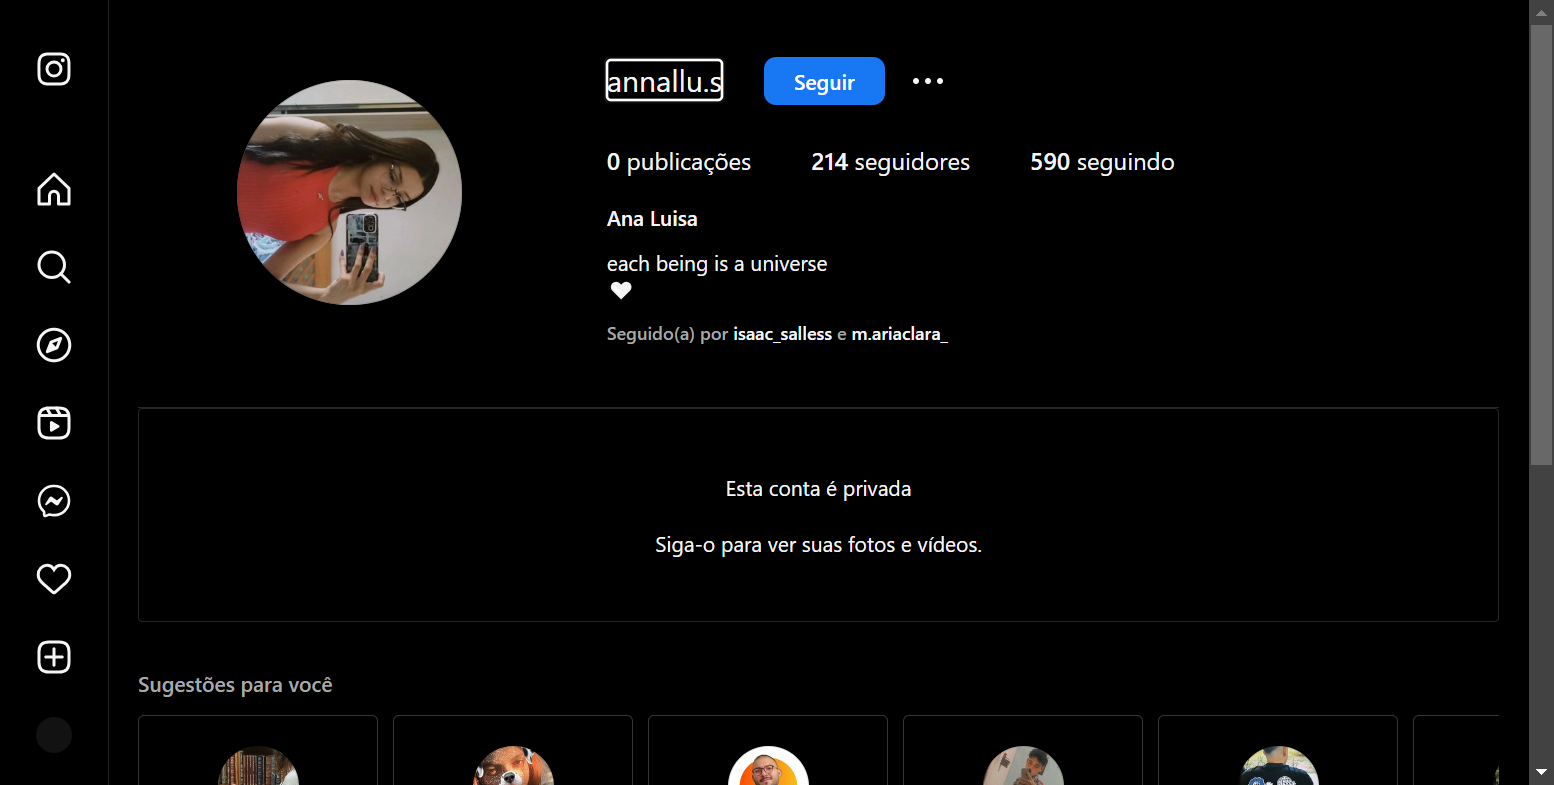 annallu.s Seguir
0 publicações 214 seguidores 590 seguindo
Ana Luisa
each being is a universe
Seguido(a) por isaac_salless e m.ariaclara_
Esta conta é privada
Siga-o para ver suas fotos e vídeos.
Sugestões para você